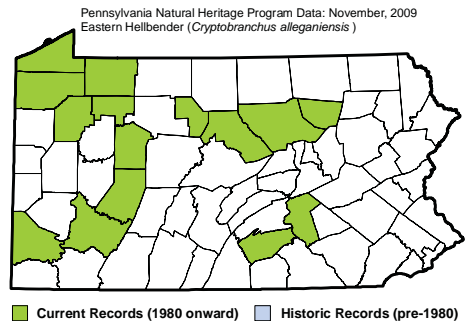 Pennsylvania Natural Heritage Program Data: November, 2009
Eastern Hellbender (Cryptobranchus alleganiensis )
Current Records (1980 onward)
Historic Records (pre-1980)